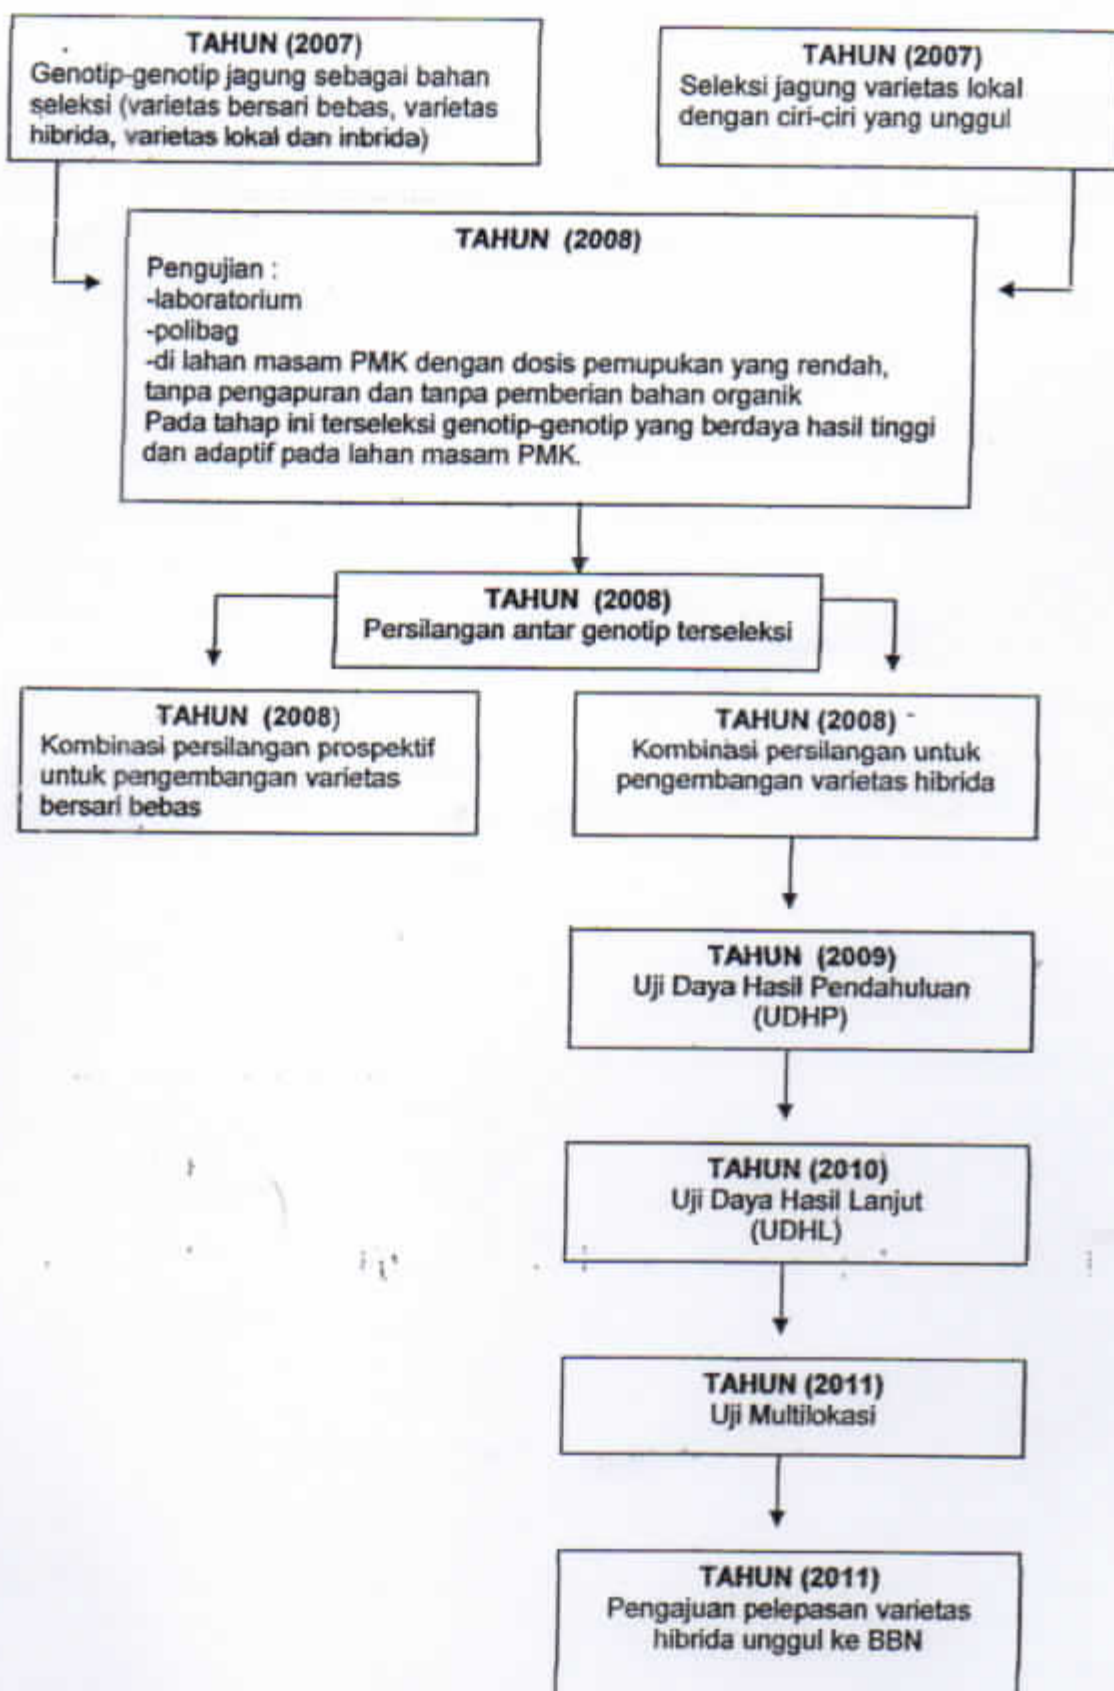 TAHUN (2007)
Genotip-genotip jagung sebagai bahan
seleksi (varietas bersari bebas, varietas
hibrida, varietas lokal dan inbrida)
TAHUN (2007)
Seleksi jagung varietas lokal
dengan ciri-ciri yang unggul
TAHUN (2008)
Pengujian :
-laboratorium
-polibag
-di lahan masam PMK dengan dosis pemupukan yang rendah,
tanpa pengapuran dan tanpa pemberian bahan organik
Pada tahap ini terseleksi genotip-genotip yang berdaya hasil tinggi
dan adaptif pada lahan masam PMK.
TAHUN (2008)
Persilangan antar genotip terseleksi
TAHUN (2008)
Kombinasi persilangan prospektif
untuk pengembangan varietas
bersari bebas
TAHUN (2008)
Kombinasi persilangan untuk
pengembangan varietas hibrida
TAHUN (2009)
Uji Daya Hasil Pendahuluan
(UDHP)
TAHUN (2010)
Uji Daya Hasil Lanjut
(UDHL)
TAHUN (2011)
Uji Multilokasi
TAHUN (2011)
Pengajuan pelepasan varietas
hibrida unggul ke BBN